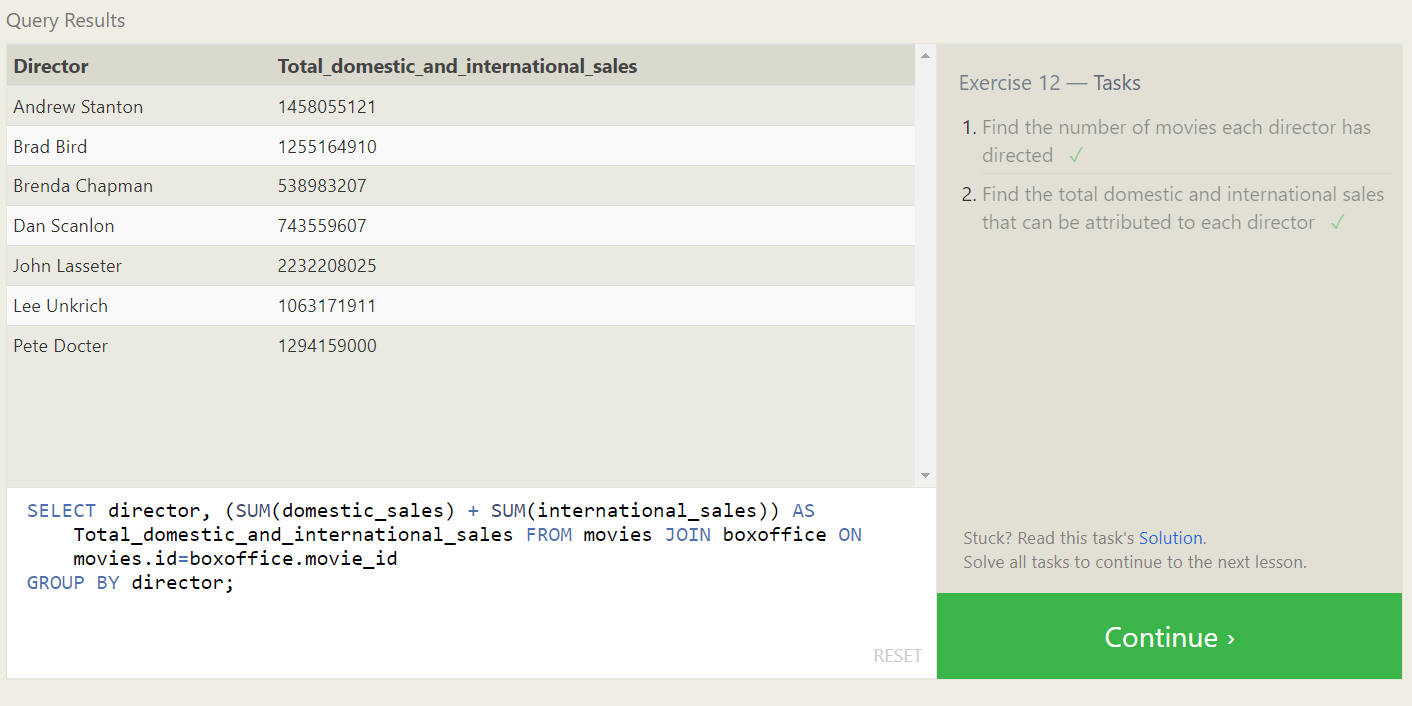 Query Results
Director Total_domestic_and_international_sales
Andrew Stanton 1458055121
Brad Bird 1255164910
Brenda Chapman 538983207
Dan Scanlon 743559607
John Lasseter 2232208025
Lee Unkrich 1063171911
Pete Docter 1294159000
SELECT director, (SUM(domestic_sales) + SUM(international_sales)) AS
Total_domestic_and_international_sales FROM movies JOIN boxoffice ON
movies.id=boxoffice.movie_id
GROUP BY director;
RESET
Exercise 12 — Tasks
1. Find the number of movies each director has
directed ✓
2. Find the total domestic and international sales
that can be attributed to each director ✓
Stuck? Read this task's Solution.
Solve all tasks to continue to the next lesson.
Continue ›